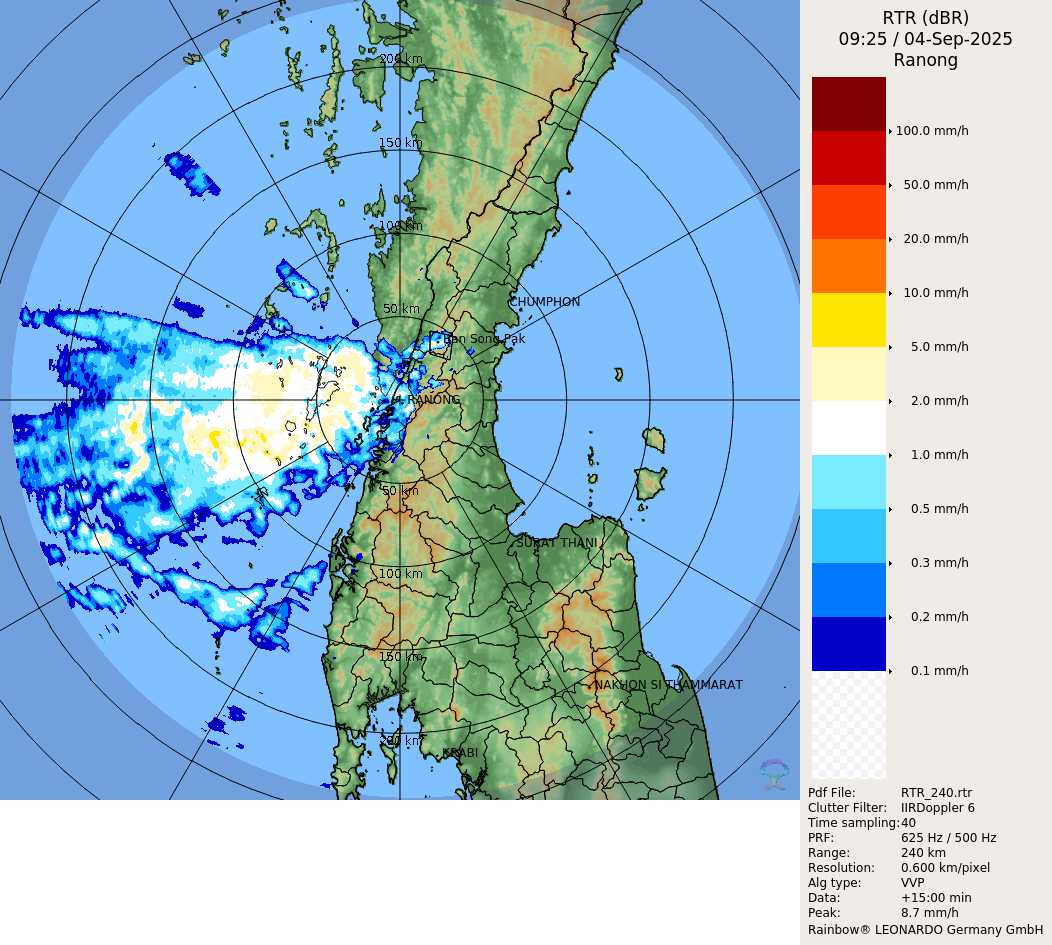 RTR (dBR)
09:25 / 04-Sep-2025
Ranong
200 km
150 km
100 km
50 km
CHUMPHON
Ban Song Pak
RANONG
50 km
SURAT THANI
100 km
150 km
NAKHON SI THAMMARAT
200 km
KRABI
100.0 mm/h
50.0 mm/h
20.0 mm/h
10.0 mm/h
5.0 mm/h
2.0 mm/h
1.0 mm/h
0.5 mm/h
0.3 mm/h
0.2 mm/h
0.1 mm/h
Pdf File: RTR_240.rtr
Clutter Filter: IIRDoppler 6
Time sampling: 40
PRF: 625 Hz / 500 Hz
Range: 240 km
Resolution: 0.600 km/pixel
Alg type: VVP
Data: +15:00 min
Peak: 8.7 mm/h
Rainbow® LEONARDO Germany GmbH